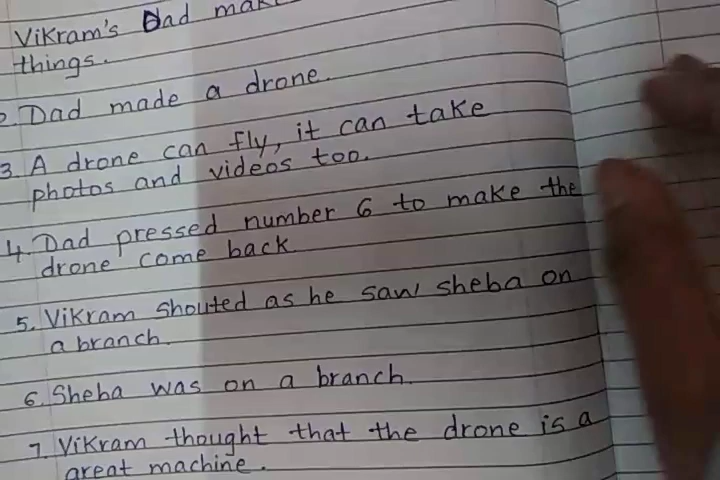 Vikram's Dad
things.
2. Dad made a drone.
3. A drone can fly, it can take
photos and videos too.
4. Dad pressed number 6 to make the
drone come back
5. Vikram shouted as he saw sheba on
a branch.
6. Sheba was on a branch.
7. Vikram thought that the drone is a
great machine.